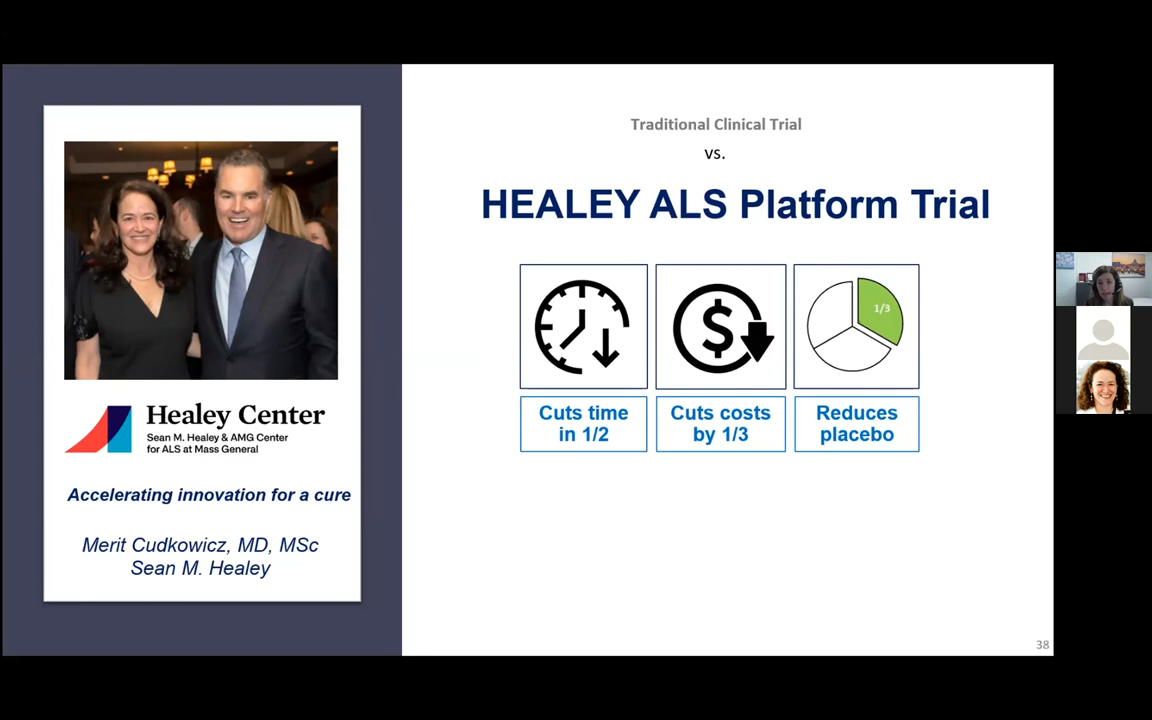 Healey Center
Sean M. Healey & AMG Center
for ALS at Mass General
Accelerating innovation for a cure
Merit Cudkowicz, MD, MSc
Sean M. Healey
Traditional Clinical Trial
vs.
HEALEY ALS Platform Trial
1/3
Cuts time
in 1/2
Cuts costs
by 1/3
Reduces
placebo
38